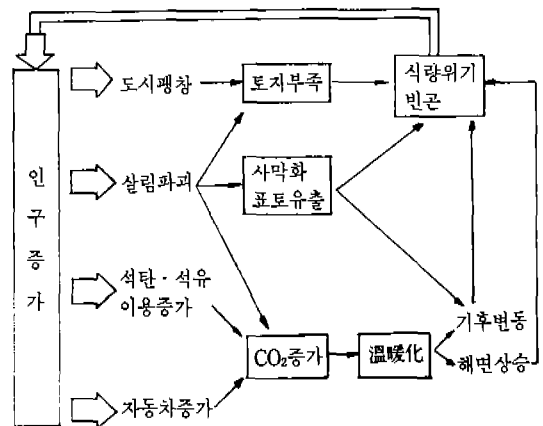 인구증가
도시팽창
토지부족
식량위기
빈곤
살림파괴
사막화
표토유출
석탄·석유
이용증가
CO₂증가
溫暖化
기후변동
해면상승
자동차증가